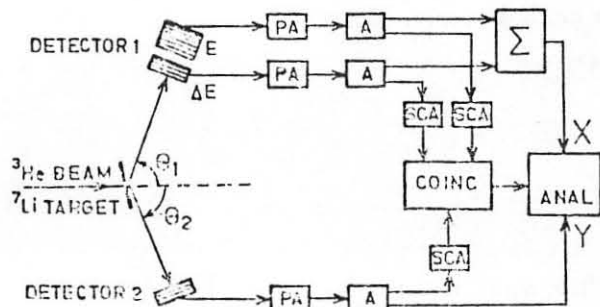 DETECTOR 1
E
PA
A
Σ
ΔE
PA
A
SCA
SCA
X
³He BEAM
θ₁
COINC
ANAL
⁷Li TARGET
θ₂
Y
SCA
DETECTOR 2
PA
A